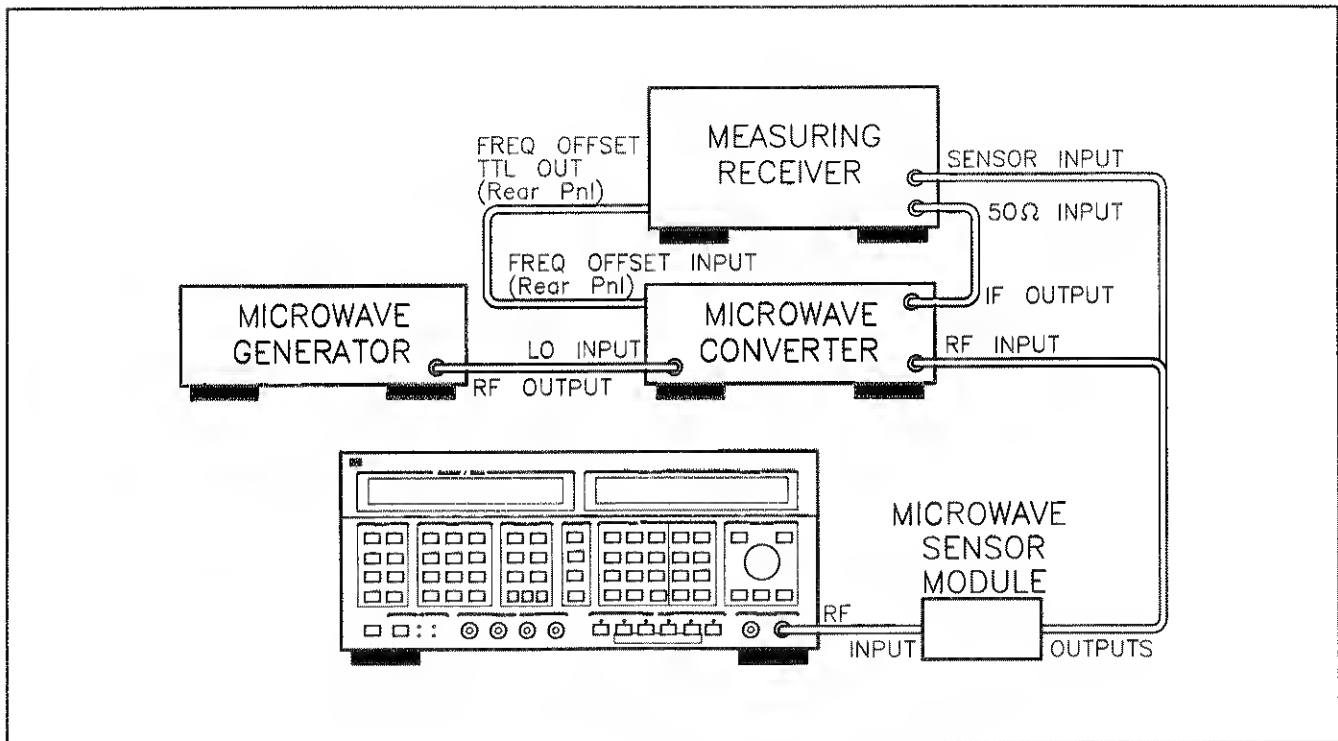 MEASURING
RECEIVER
FREQ OFFSET
TTL OUT
(Rear Pnl)
SENSOR INPUT
50Ω INPUT
FREQ OFFSET INPUT
(Rear Pnl)
MICROWAVE
GENERATOR
MICROWAVE
CONVERTER
IF OUTPUT
LO INPUT
RF INPUT
RF OUTPUT
MICROWAVE
SENSOR
MODULE
RF
INPUT
OUTPUTS